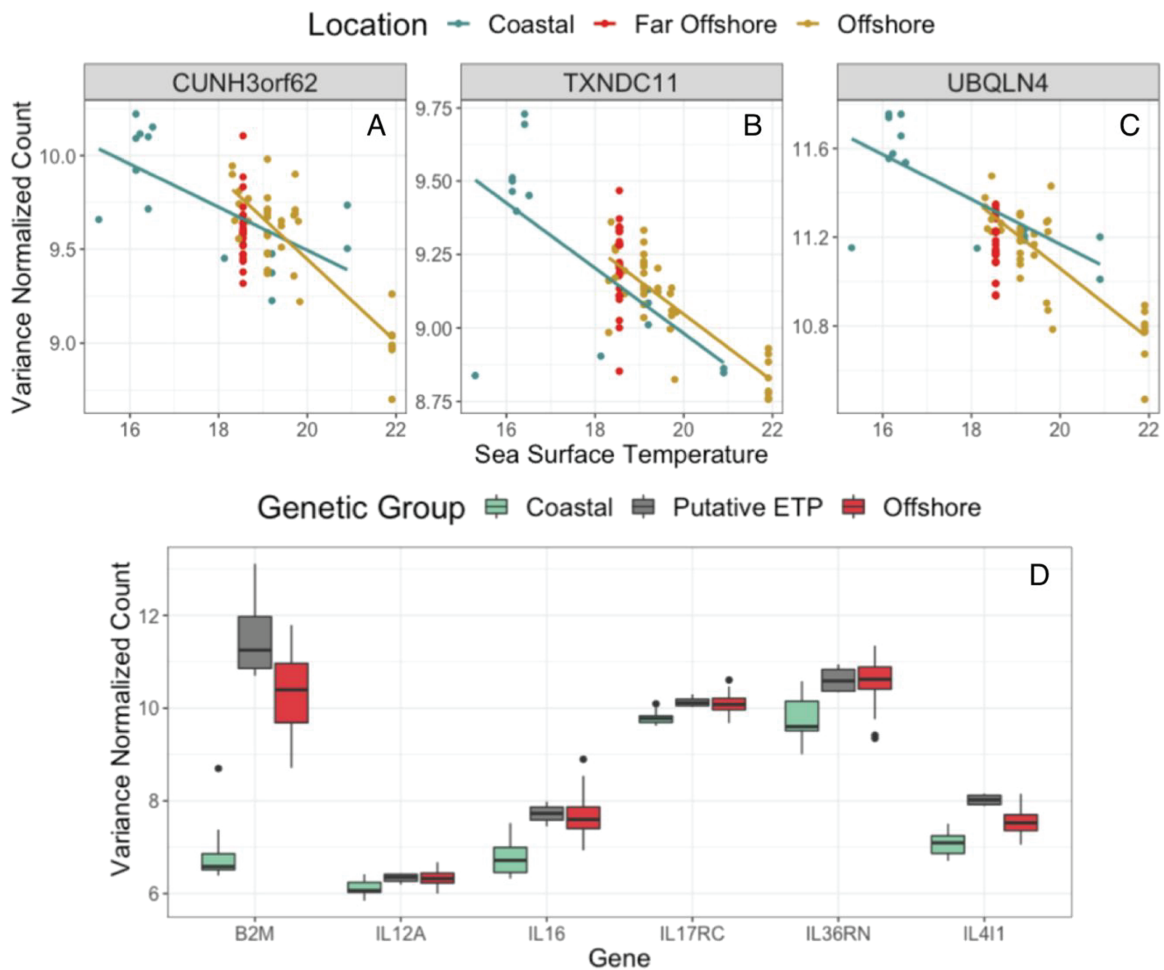 Location Coastal Far Offshore Offshore
CUNH3orf62 TXNDC11 UBQLN4
A B C
Variance Normalized Count
10.0 9.5 9.0
9.75 9.50 9.25 9.00 8.75
11.6 11.2 10.8
16 18 20 22 16 18 20 22 16 18 20 22
Sea Surface Temperature
Genetic Group Coastal Putative ETP Offshore
D
Variance Normalized Count
12
10
8
6
B2M IL12A IL16 IL17RC IL36RN IL4I1
Gene